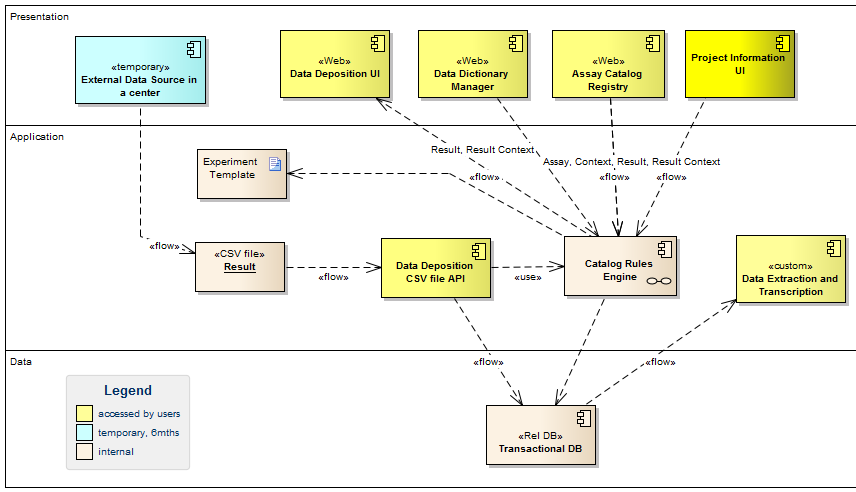 Presentation
«temporary»
External Data Source in
a center
«Web»
Data Deposition UI
«Web»
Data Dictionary
Manager
«Web»
Assay Catalog
Registry
Project Information
UI
Application
Experiment
Template
Result, Result Context
Assay, Context, Result, Result Context
«flow»
«flow»
«flow»
«flow»
«CSV file»
Result
«flow»
Data Deposition
CSV file API
«use»
Catalog Rules
Engine
«custom»
Data Extraction and
Transcription
Data
«flow»
«flow»
Legend
accessed by users
temporary, 6mths
internal
«Rel DB»
Transactional DB